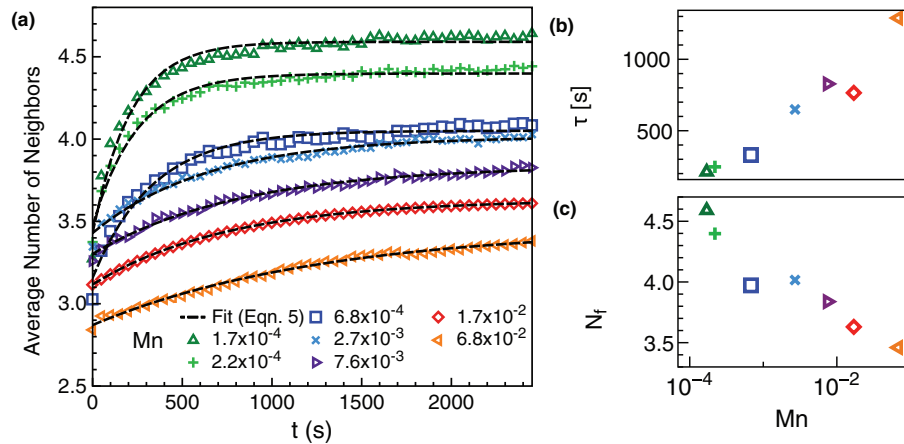 (a)
Average Number of Neighbors
4.5
4.0
3.5
3.0
2.5
0
500
1000
1500
2000
t (s)
Fit (Eqn. 5)
Mn
1.7x10⁻⁴
2.2x10⁻⁴
6.8x10⁻⁴
2.7x10⁻³
7.6x10⁻³
1.7x10⁻²
6.8x10⁻²
(b)
τ [s]
1000
500
(c)
N_f
4.5
4.0
3.5
10⁻⁴
10⁻²
Mn